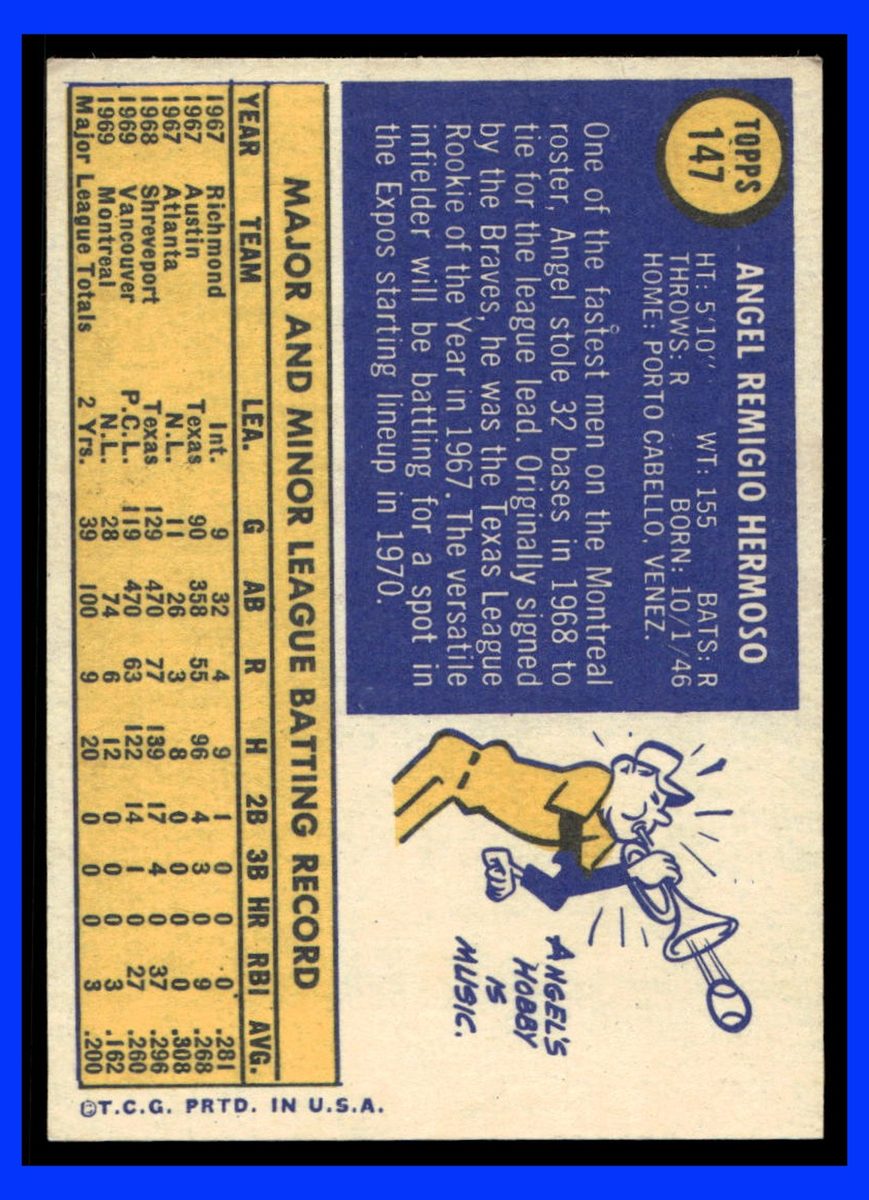 TOPPS
147
ANGEL REMIGIO HERMOSO
HT: 5'10" WT: 155 BATS: R
THROWS: R BORN: 10/1/46
HOME: PORTO CABELLO, VENEZ.
One of the fastest men on the Montreal
roster, Angel stole 32 bases in 1968 to
tie for the league lead. Originally signed
by the Braves, he was the Texas League
Rookie of the Year in 1967. The versatile
infielder will be battling for a spot in
the Expos starting lineup in 1970.
ANGEL'S
HOBBY
IS
MUSIC.
MAJOR AND MINOR LEAGUE BATTING RECORD
YEAR TEAM LEA. G AB R H 2B 3B HR RBI AVG.
1967 Richmond Int. 9 32 4 9 1 0 0 0 .281
1967 Austin Texas 90 358 55 96 4 3 0 9 .268
1967 Atlanta N.L. 11 26 3 8 0 0 0 0 .308
1968 Shreveport Texas 129 470 77 139 17 4 0 37 .296
1969 Vancouver P.C.L. 119 470 63 122 14 1 0 27 .260
1969 Montreal N.L. 28 74 6 12 0 0 0 3 .162
Major League Totals 2 Yrs. 39 100 9 20 0 0 0 3 .200
©T.C.G. PRTD. IN U.S.A.